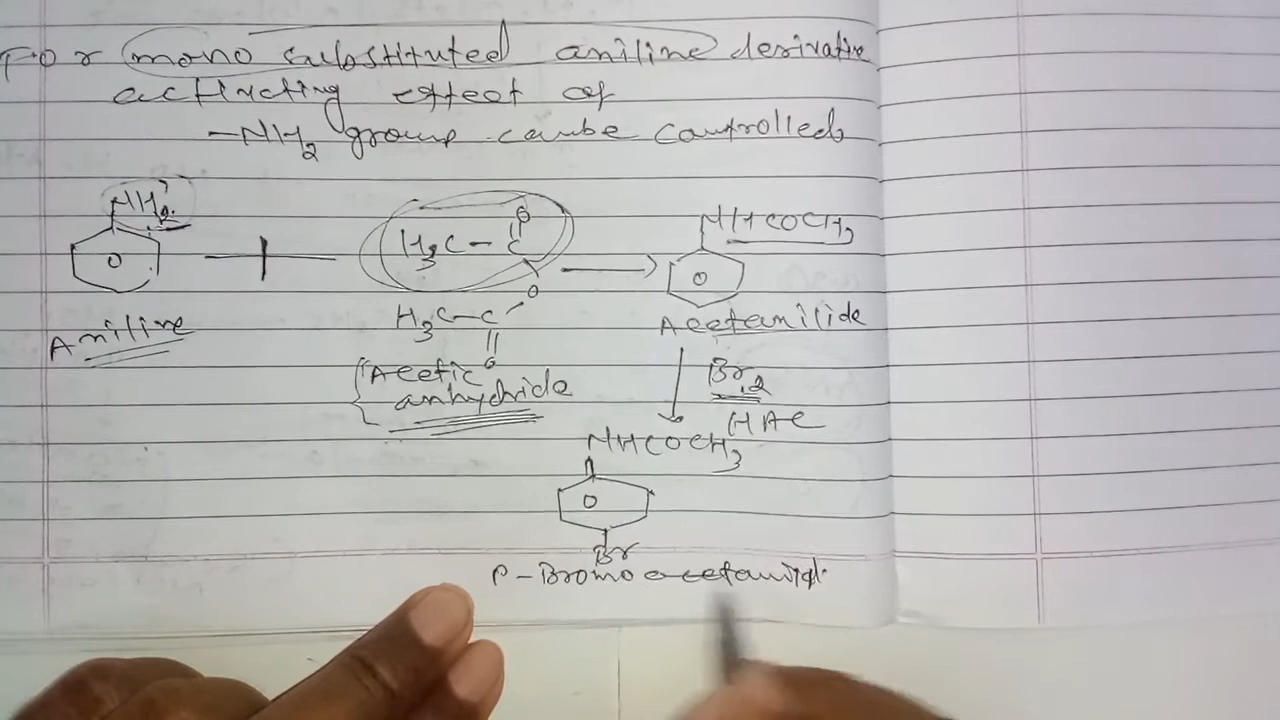 For mono substituted aniline derivative
activating effect of
-NH2 group can be controlled
NH2
H3C-C
O
NHCOCH3
O
O
O
H3C-C
O
Aniline
Acetanilide
Acetic
anhydride
Br2
HAC
NHCOCH3
O
Br
P-Bromo acetanil